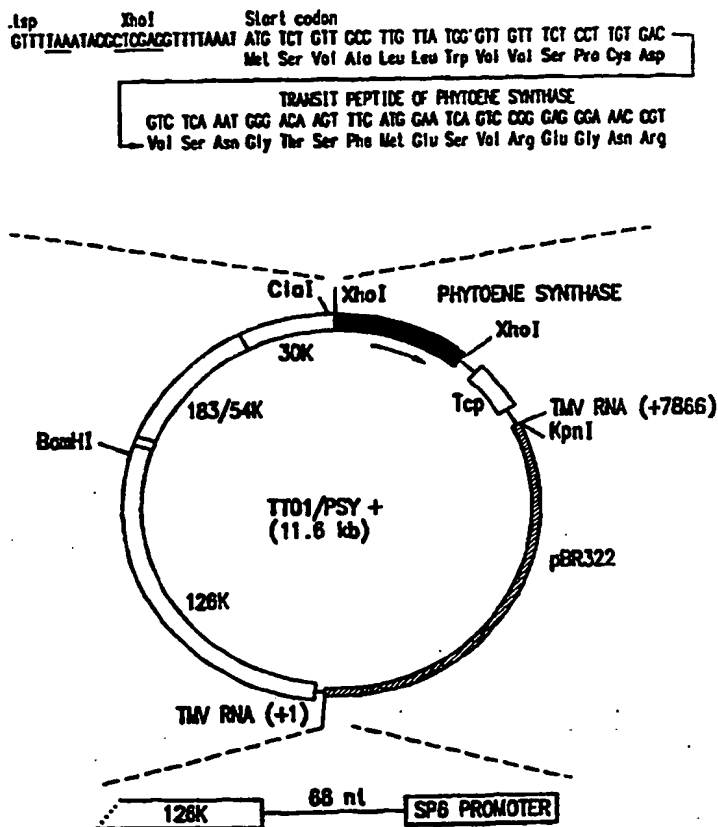 .tsp XhoI Start codon
GTTTTAAATACGCTCGAGGTTTTAAAT ATG TCT GTT GCC TTG TTA TGG GTT GTT TCT CCT TGT GAC
Met Ser Val Ala Leu Leu Trp Val Val Ser Pro Cys Asp
TRANSIT PEPTIDE OF PHYTOENE SYNTHASE
GTC TCA AAT GGG ACA AGT TTC ATG GAA TCA GTC CGG GAG GGA AAC CGT
Val Ser Asn Gly Thr Ser Phe Met Glu Ser Val Arg Glu Gly Asn Arg
ClaI XhoI PHYTOENE SYNTHASE
XhoI
30K
Tcp
TMV RNA (+7866)
KpnI
183/54K
BamHI
TTO1/PSY +
(11.6 kb)
pBR322
126K
TMV RNA (+1)
126K 68 nt SP6 PROMOTER